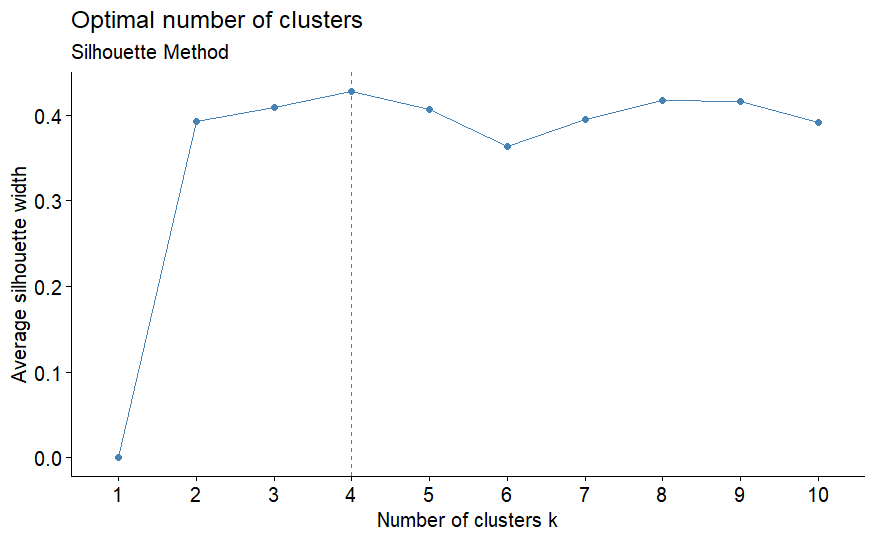 Optimal number of clusters
Silhouette Method
Average silhouette width
0.4
0.3
0.2
0.1
0.0
1 2 3 4 5 6 7 8 9 10
Number of clusters k